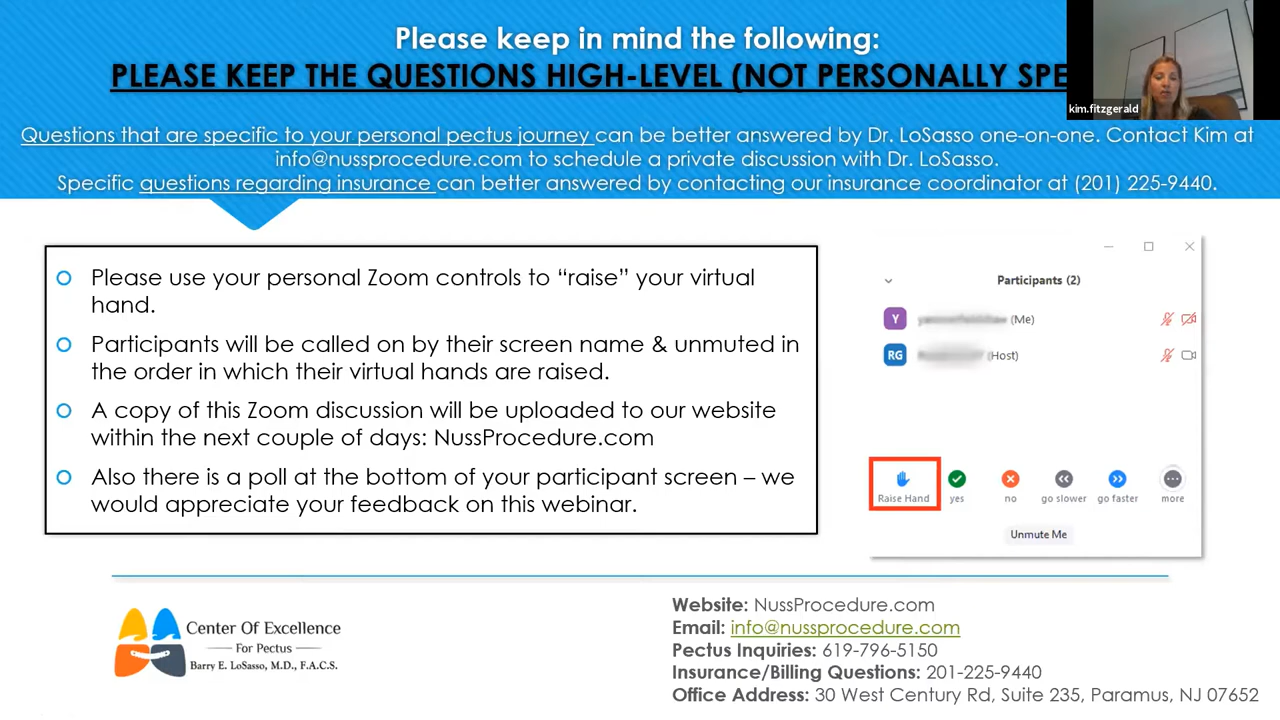 Please keep in mind the following:
PLEASE KEEP THE QUESTIONS HIGH-LEVEL (NOT PERSONALLY
kim.fitzgerald
Questions that are specific to your personal pectus journey can be better answered by Dr. LoSasso one-on-one. Contact Kim at
info@nussprocedure.com to schedule a private discussion with Dr. LoSasso.
Specific questions regarding insurance can better answered by contacting our insurance coordinator at (201) 225-9440.
o Please use your personal Zoom controls to “raise” your virtual
hand.
o Participants will be called on by their screen name & unmuted in
the order in which their virtual hands are raised.
o A copy of this Zoom discussion will be uploaded to our website
within the next couple of days: NussProcedure.com
o Also there is a poll at the bottom of your participant screen – we
would appreciate your feedback on this webinar.
Participants (2)
Y (Me)
RG (Host)
Raise Hand yes no go slower go faster more
Unmute Me
Center Of Excellence
For Pectus
Barry E. LoSasso, M.D., F.A.C.S.
Website: NussProcedure.com
Email: info@nussprocedure.com
Pectus Inquiries: 619-796-5150
Insurance/Billing Questions: 201-225-9440
Office Address: 30 West Century Rd, Suite 235, Paramus, NJ 07652